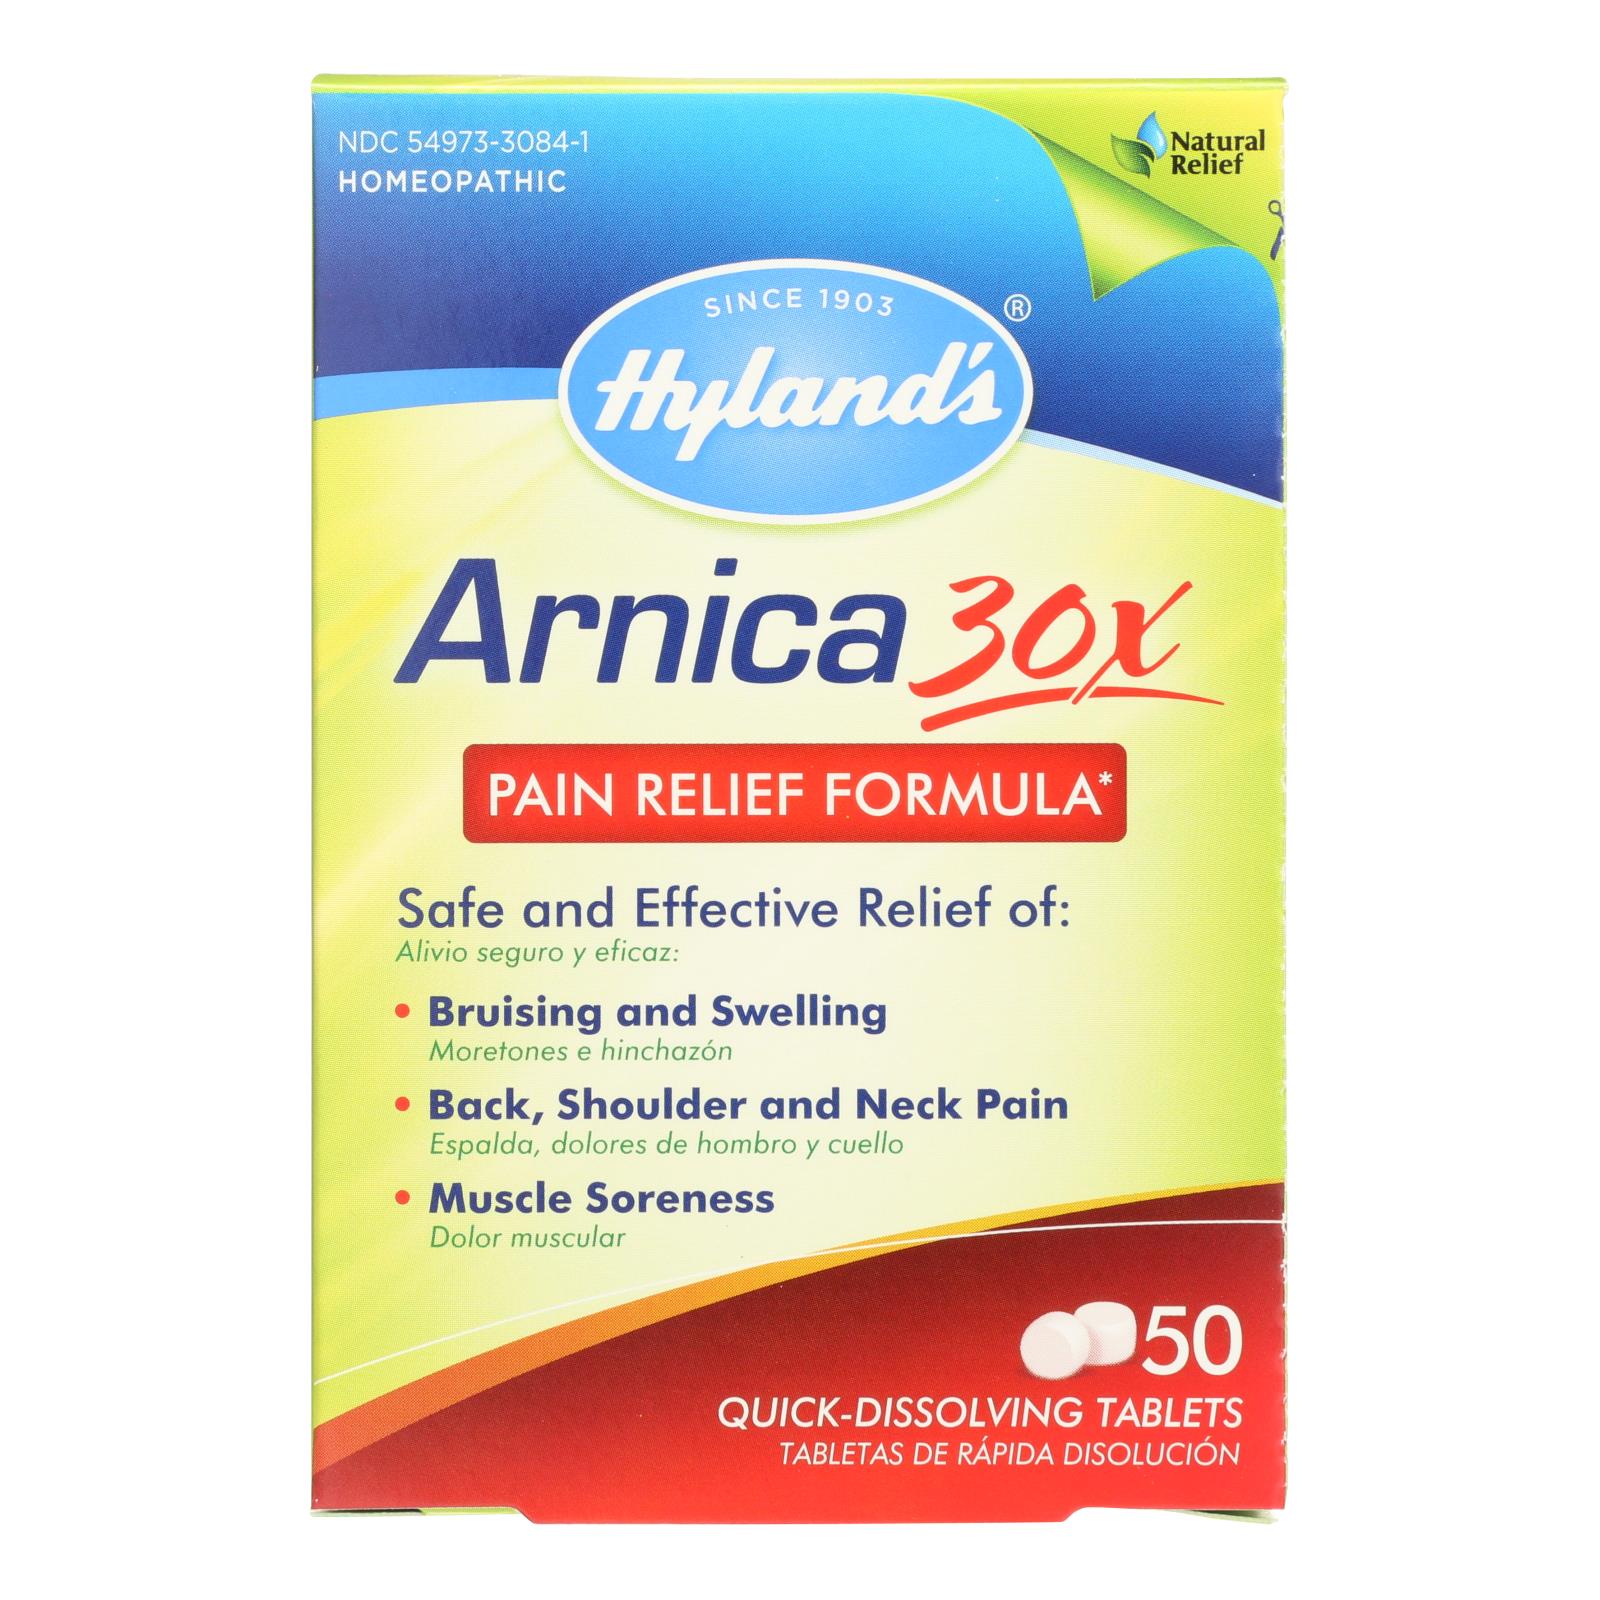 NDC 54973-3084-1
HOMEOPATHIC
Natural
Relief
SINCE 1903
Hyland's®
Arnica 30x
PAIN RELIEF FORMULA*
Safe and Effective Relief of:
Alivio seguro y eficaz:
• Bruising and Swelling
Moretones e hinchazón
• Back, Shoulder and Neck Pain
Espalda, dolores de hombro y cuello
• Muscle Soreness
Dolor muscular
50
QUICK-DISSOLVING TABLETS
TABLETAS DE RÁPIDA DISOLUCIÓN